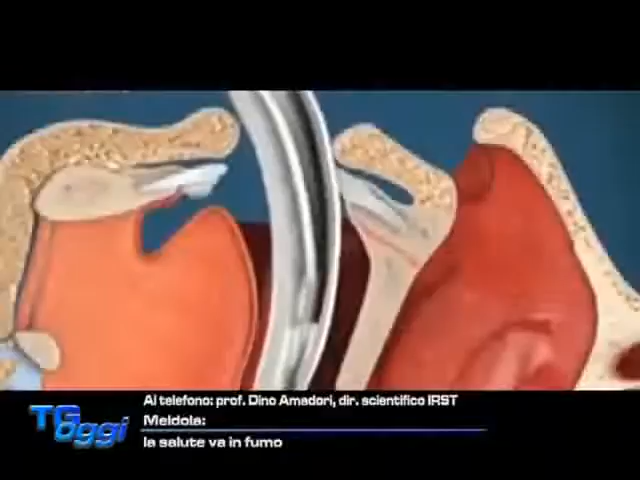 Al telefono: prof. Dino Amadori, dir. scientifico IRST
Meldola:
la salute va in fumo
TG
oggi